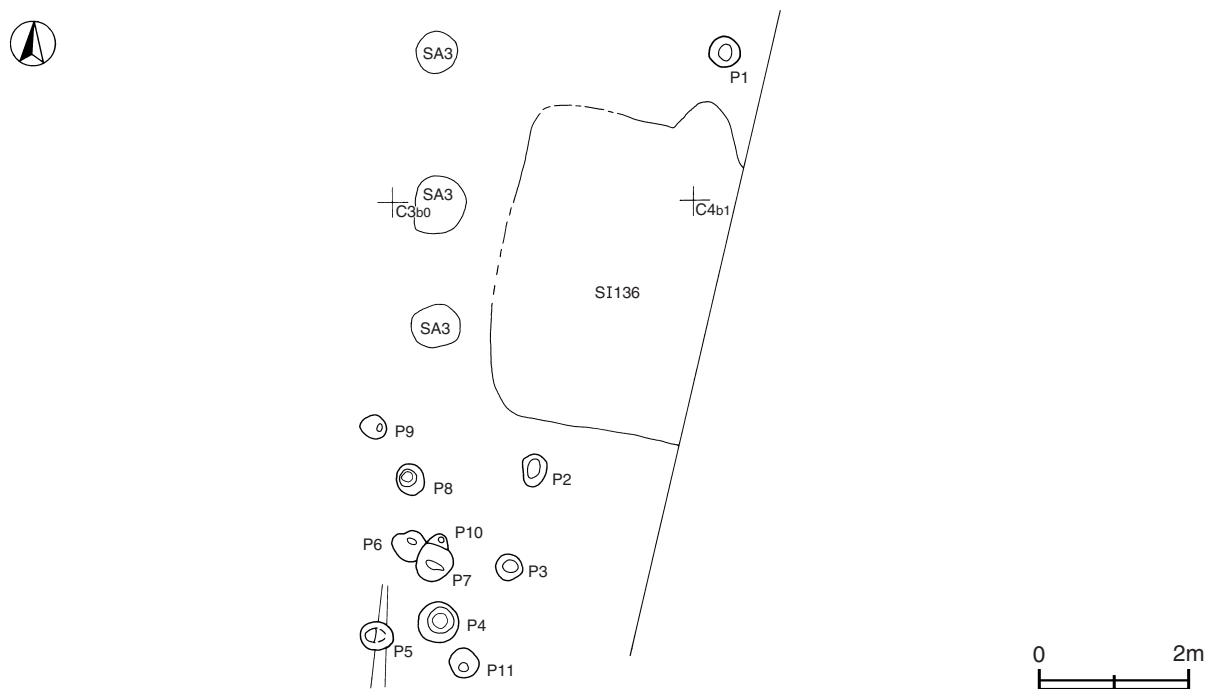 SA3
P1
SA3
C3b0
C4b1
SI136
SA3
P9
P8
P2
P10
P6
P3
P7
P4
P5
P11
0 2m